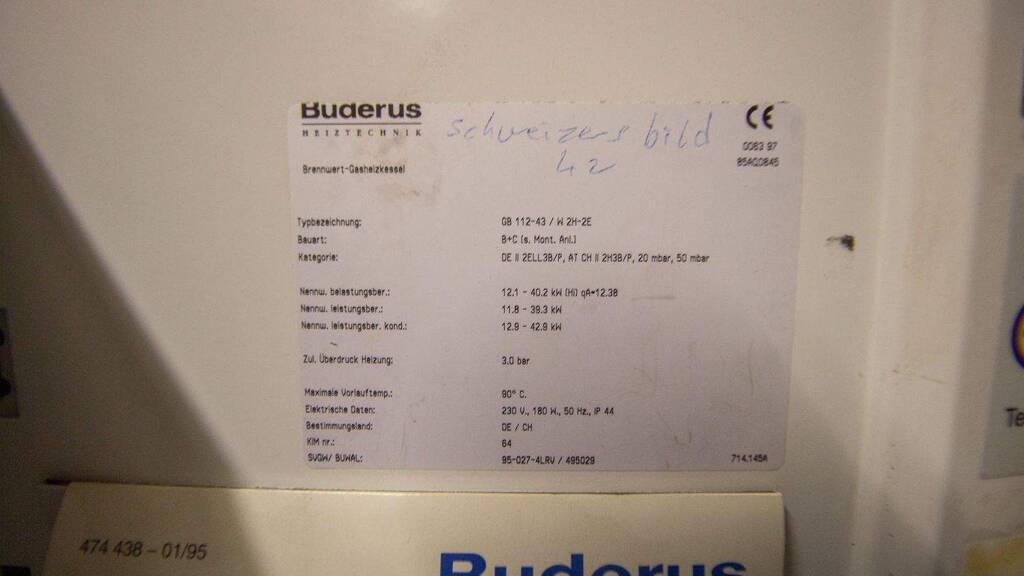 Buderus
HEIZTECHNIK
Schweizersbild
42
CE
0063 97
Brennwert-Gasheizkessel
Typbezeichnung: GB 112-43 / W 2H-2E
Bauart: B+C (s. Mont. Anl.)
Kategorie: DE II 2ELL3B/P, AT CH II 2H3B/P, 20 mbar, 50 mbar
Nennw. belastungsber.: 12.1 - 40.2 kW (Hi) qA=12.38
Nennw. leistungsber.: 11.8 - 39.3 kW
Nennw. leistungsber. kond.: 12.9 - 42.9 kW
Zul. Überdruck Heizung: 3.0 bar
Maximale Vorlauftemp.: 90° C.
Elektrische Daten: 230 V., 180 W., 50 Hz., IP 44
Bestimmungsland: DE / CH
KIM nr.: 64
SVGW/ BUWAL: 95-027-4LRV / 495029
714.145A
474 438 – 01/95
Buderus
Te